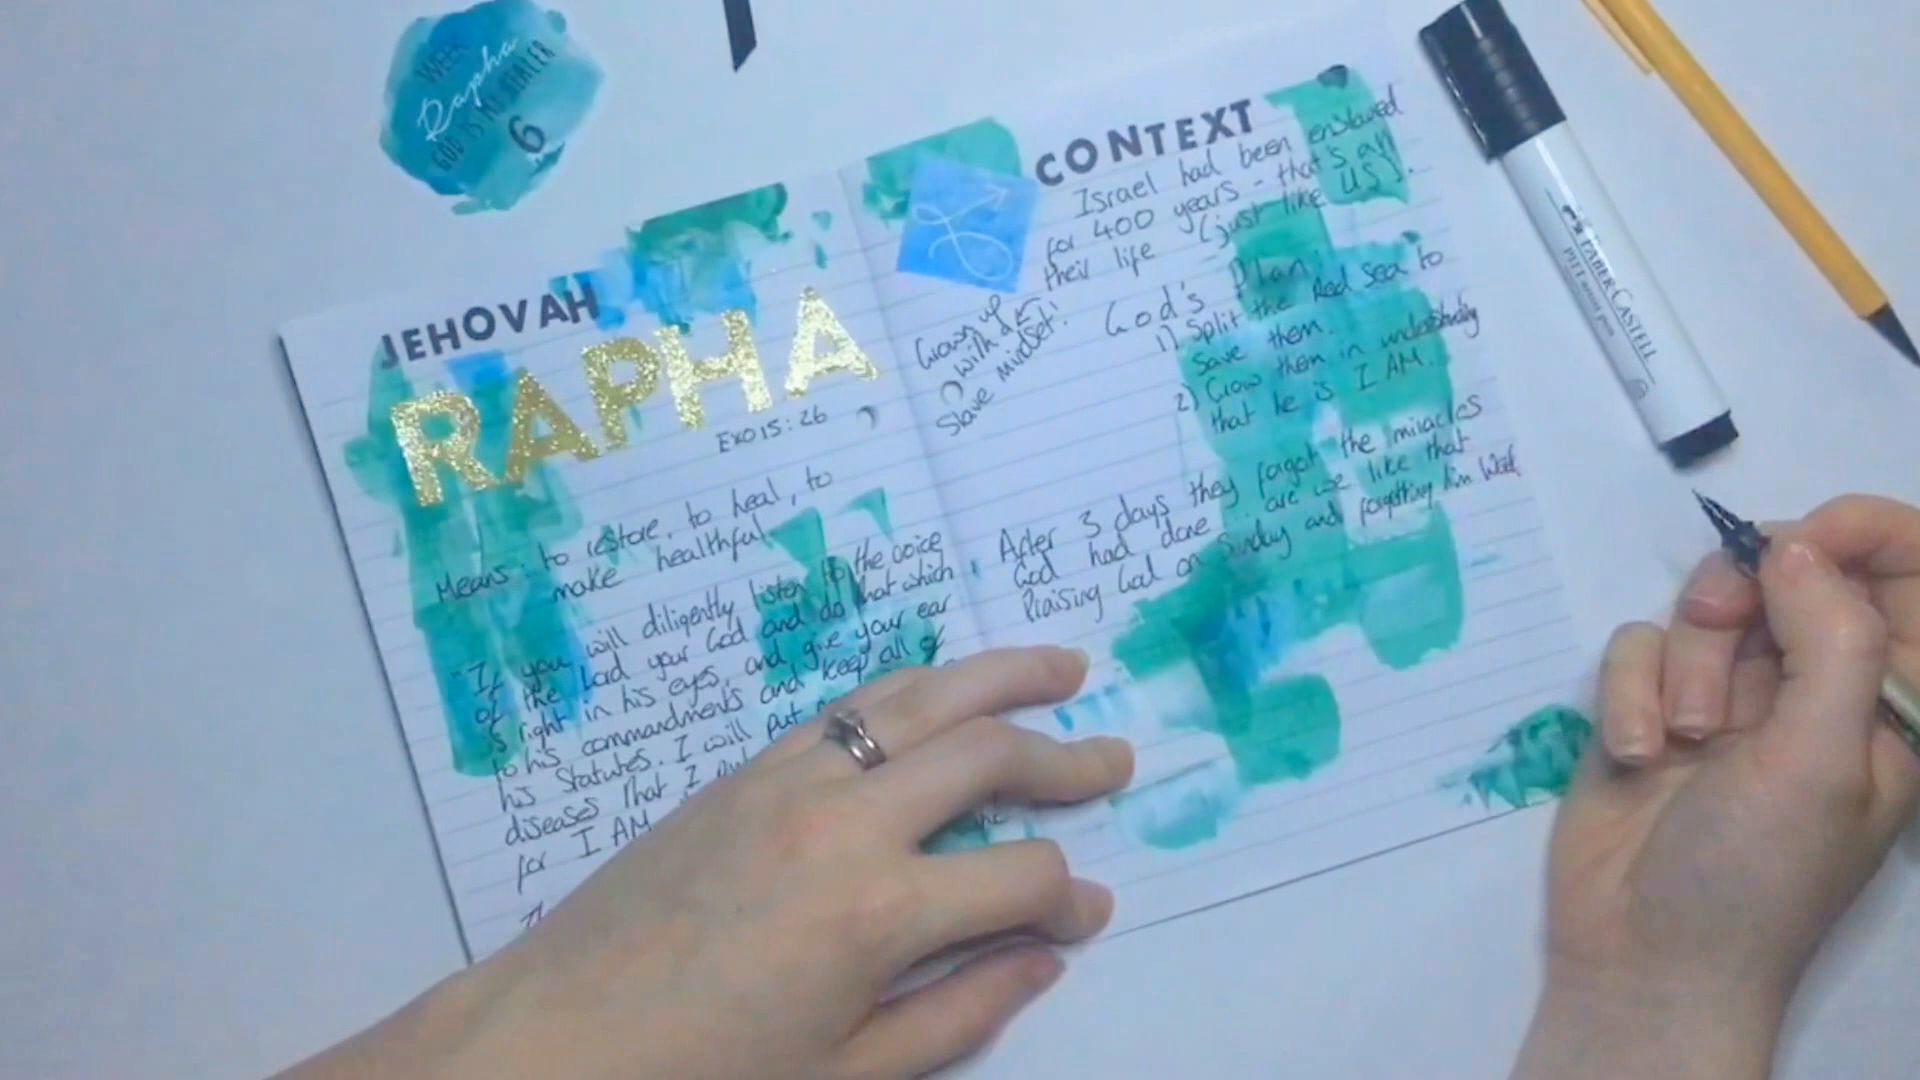 WEEK
Rapha
GOD IS MY HEALER
6
JEHOVAH
RAPHA
EXO 15:26
Means: to restore, to heal, to
make healthful
"If you will diligently listen to the voice
of the Lord your God and do that which
is right in his eyes, and give your ear
to his commandments and keep all of
his statutes. I will put
diseases that I put
for I AM
CONTEXT
Israel had been enslaved
for 400 years - that's all
their life (just like US).
Grown up
with a
slave mindset!
God's Plan:
1) Split the Red Sea to
save them.
2) Grow them in understanding
that he is I AM.
After 3 days they forgot the miracles
God had done... are we like that
Praising God on Sunday and forgetting him Week
the
FABER CASTELL
PITT artist pen